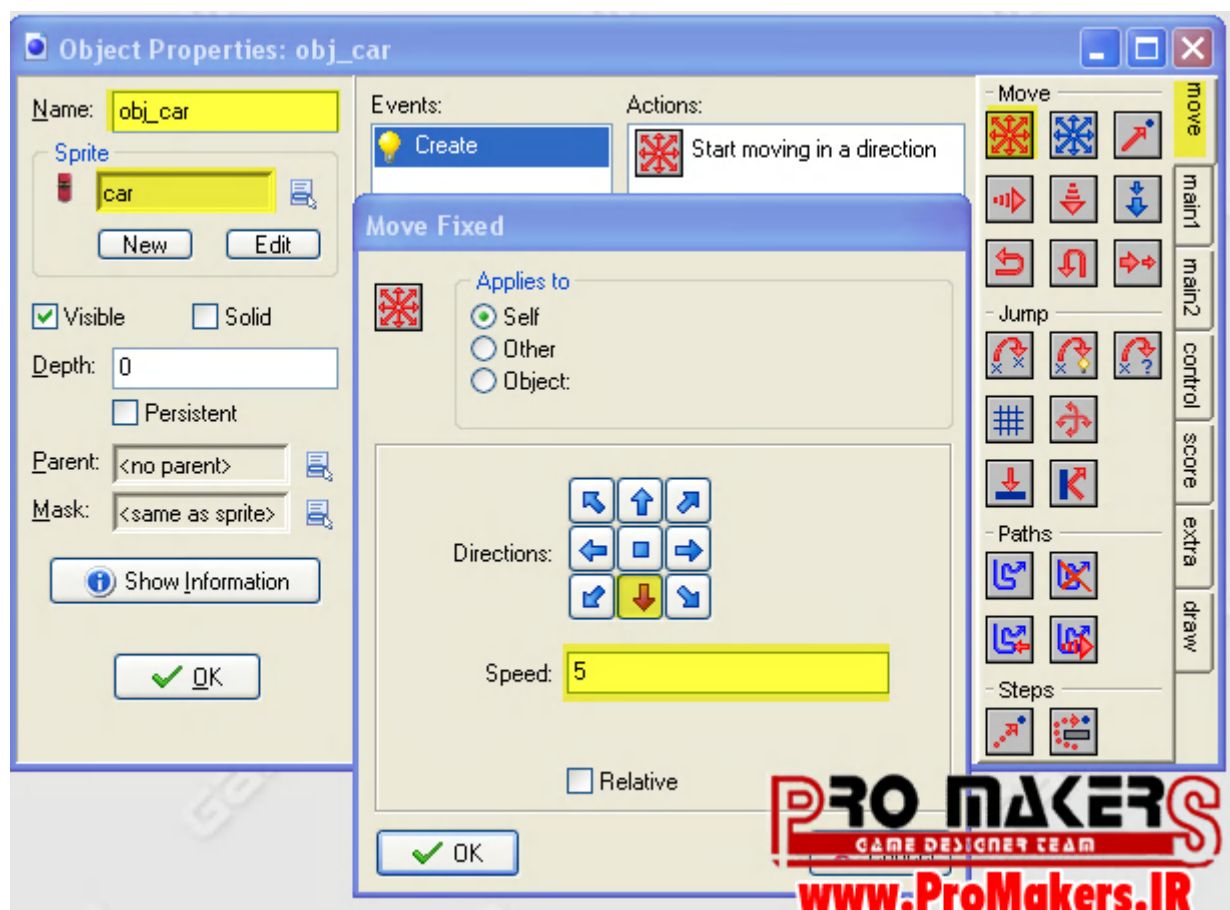 Object Properties: obj_car
Name: obj_car
Sprite
car
New Edit
Visible Solid
Depth: 0
Persistent
Parent: <no parent>
Mask: <same as sprite>
Show Information
OK
Events:
Create
Actions:
Start moving in a direction
Move Fixed
Applies to
Self
Other
Object:
Directions:
Speed: 5
Relative
OK
Move
Jump
Paths
Steps
move
main1
main2
control
score
extra
draw
PRO MAKERS
GAME DESIGNER TEAM
www.ProMakers.IR